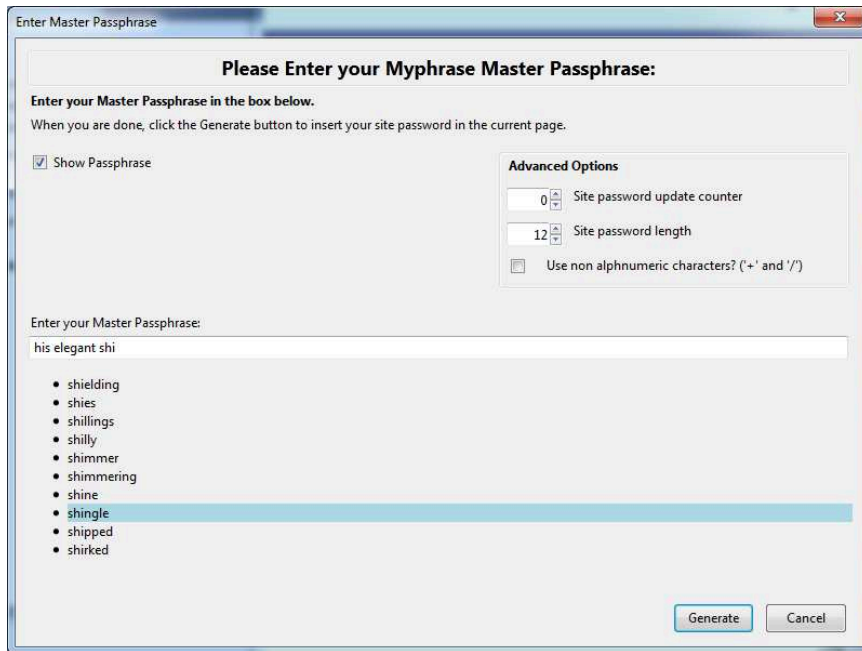 Enter Master Passphrase
Please Enter your Myphrase Master Passphrase:
Enter your Master Passphrase in the box below.
When you are done, click the Generate button to insert your site password in the current page.
Show Passphrase
Advanced Options
0 Site password update counter
12 Site password length
Use non alphnumeric characters? ('+' and '/')
Enter your Master Passphrase:
his elegant shi
shielding
shies
shillings
shilly
shimmer
shimmering
shine
shingle
shipped
shirked
Generate Cancel